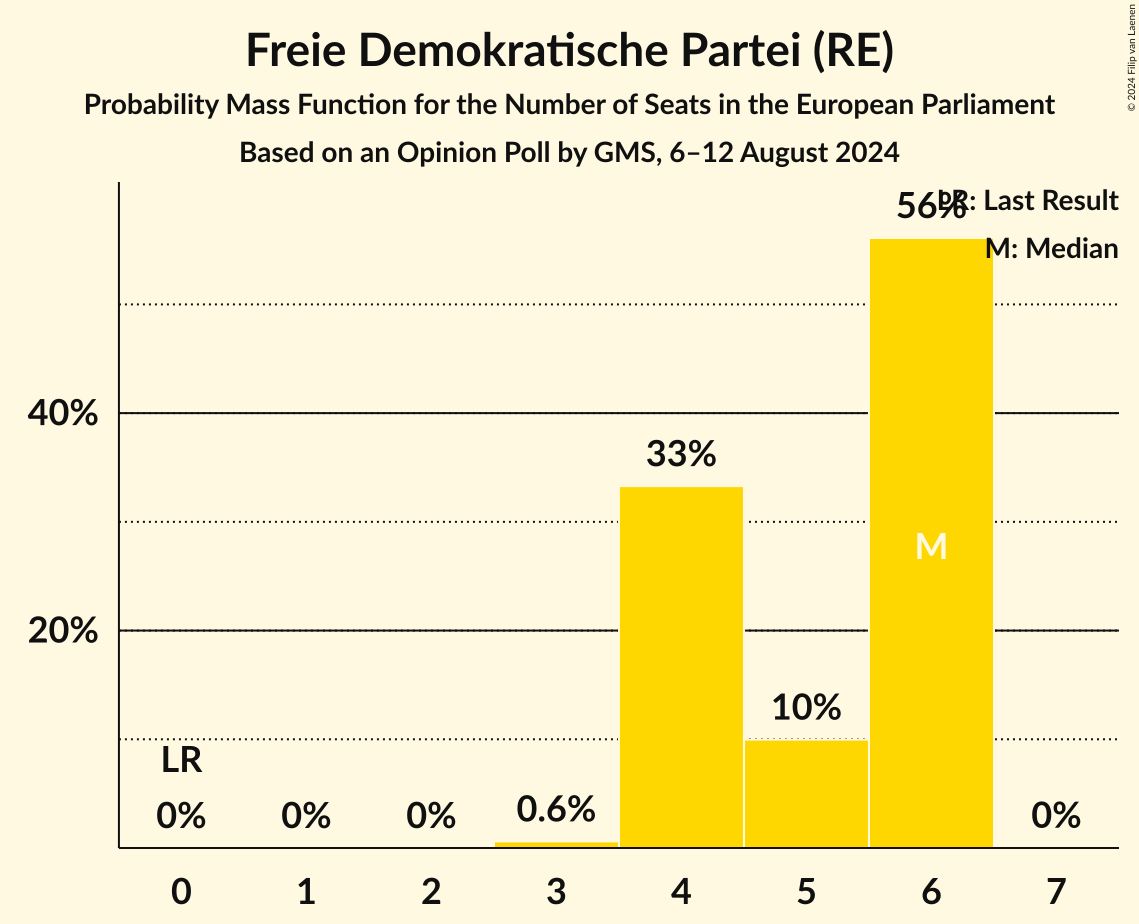 Freie Demokratische Partei (RE)
Probability Mass Function for the Number of Seats in the European Parliament
Based on an Opinion Poll by GMS, 6–12 August 2024
© 2024 Filip van Laenen
LR: Last Result
M: Median
56%
40%
33%
M
20%
10%
LR
0%
0%
0%
0.6%
0%
0 1 2 3 4 5 6 7